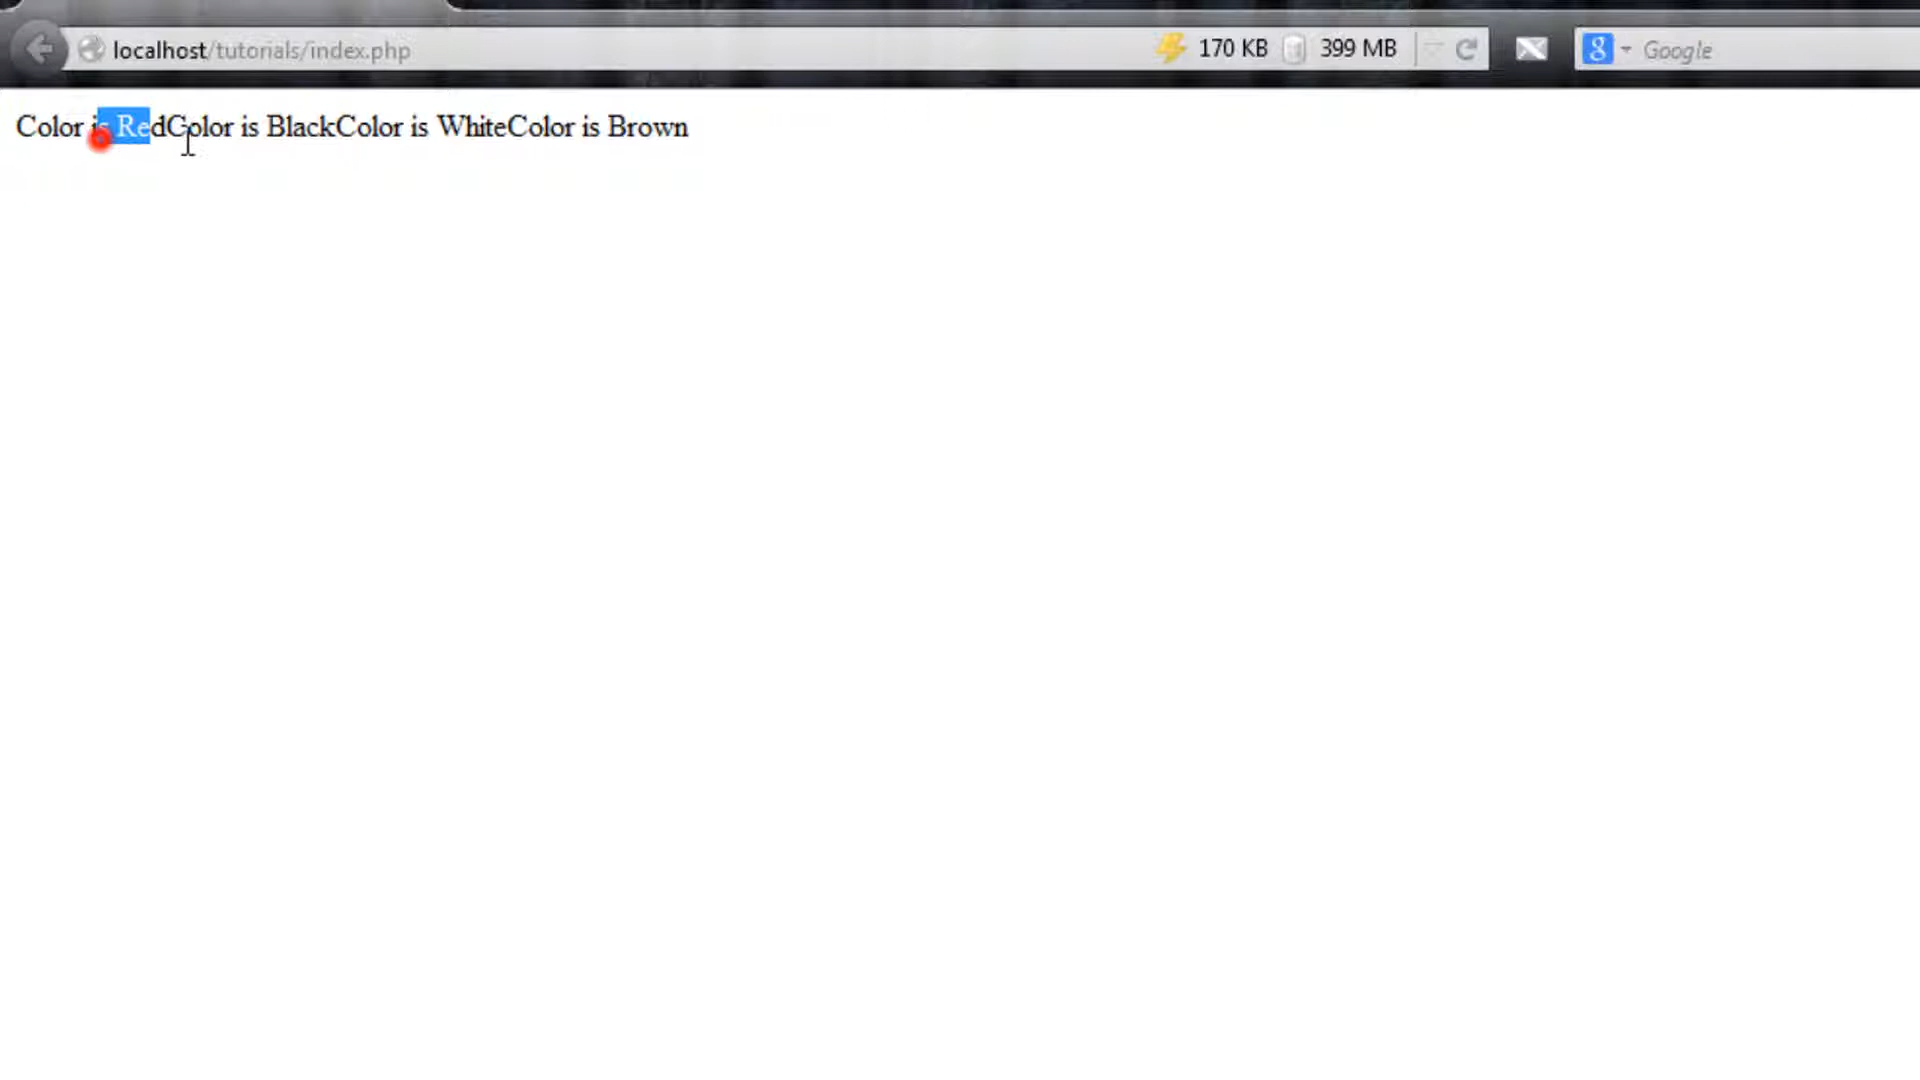 localhost/tutorials/index.php 170 KB 399 MB Google
Color is RedColor is BlackColor is WhiteColor is Brown